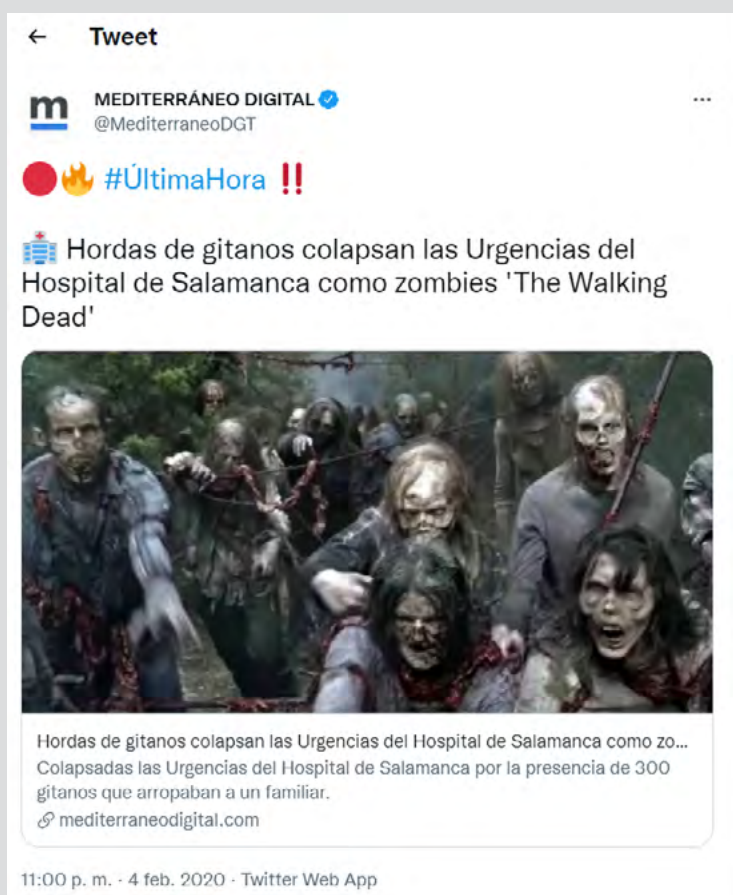 ← Tweet
m MEDITERRÁNEO DIGITAL
@MediterraneoDGT
🔴🔥 #ÚltimaHora ‼️
🏥 Hordas de gitanos colapsan las Urgencias del
Hospital de Salamanca como zombies 'The Walking
Dead'
Hordas de gitanos colapsan las Urgencias del Hospital de Salamanca como zo...
Colapsadas las Urgencias del Hospital de Salamanca por la presencia de 300
gitanos que arropaban a un familiar.
mediterraneodigital.com
11:00 p. m. · 4 feb. 2020 · Twitter Web App